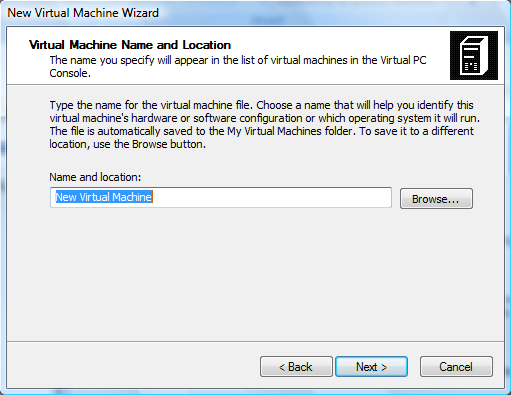 New Virtual Machine Wizard
Virtual Machine Name and Location
The name you specify will appear in the list of virtual machines in the Virtual PC
Console.
Type the name for the virtual machine file. Choose a name that will help you identify this
virtual machine's hardware or software configuration or which operating system it will run.
The file is automatically saved to the My Virtual Machines folder. To save it to a different
location, use the Browse button.
Name and location:
New Virtual Machine
Browse...
< Back
Next >
Cancel